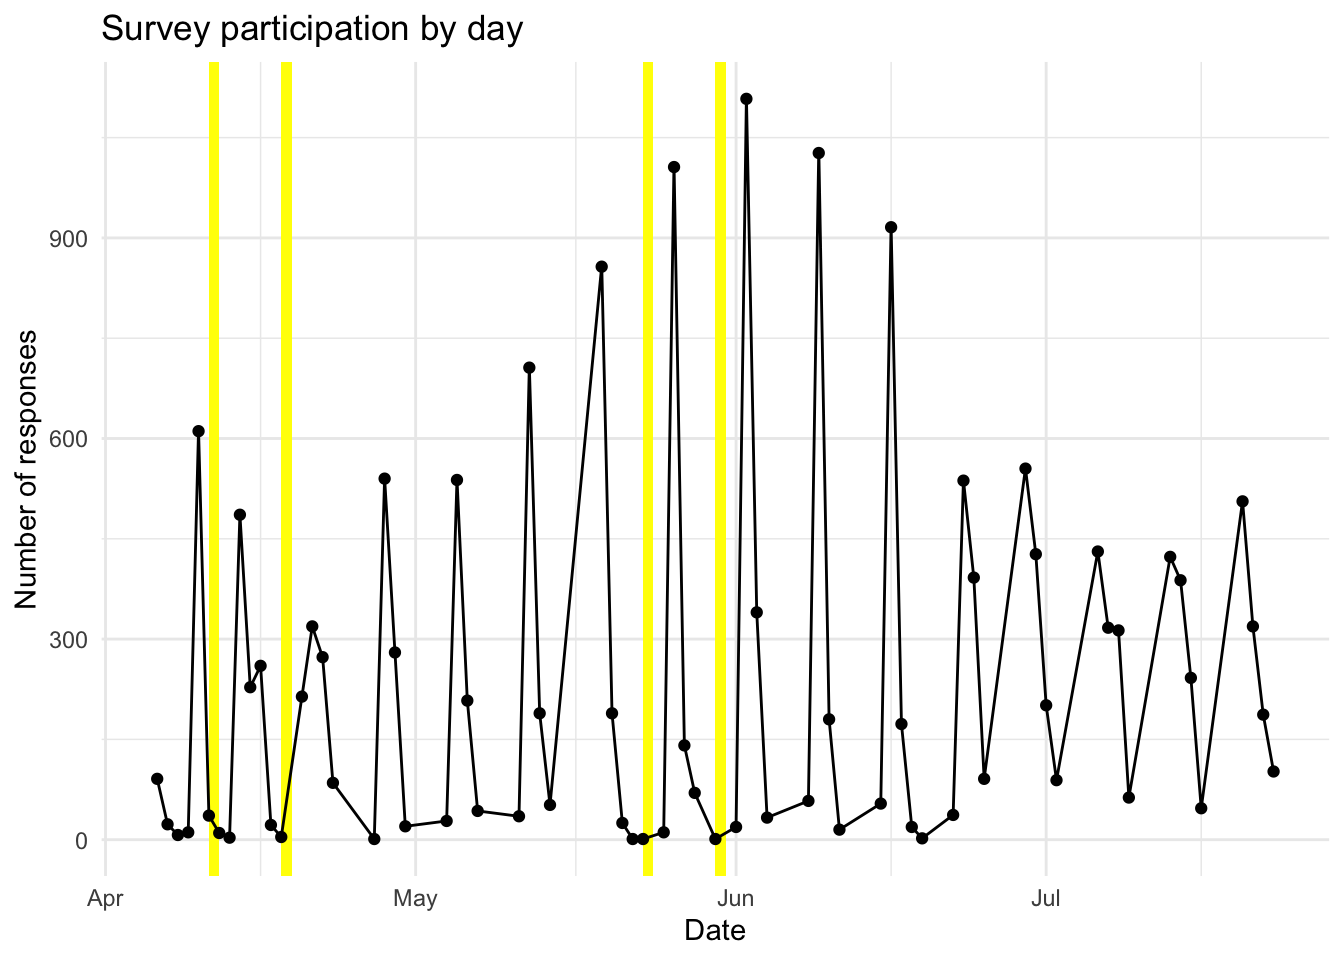 Survey participation by day
Number of responses
900
600
300
0
Apr
May
Jun
Jul
Date